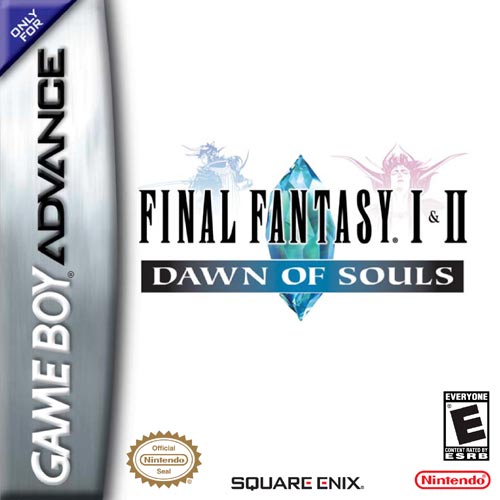 ONLY
FOR
GAME BOY ADVANCE
FINAL FANTASY® I & II
DAWN OF SOULS
Official
Nintendo
Seal
SQUARE ENIX®
EVERYONE
E
CONTENT RATED BY
ESRB
Nintendo®